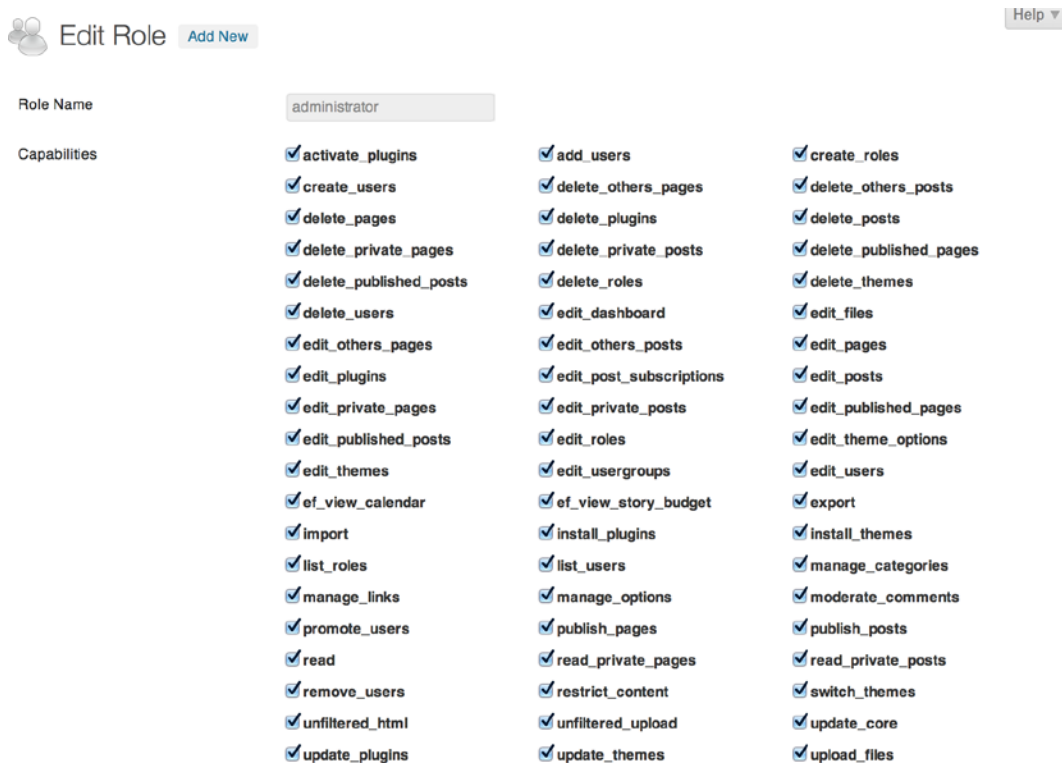 Help
Edit Role Add New
Role Name administrator
Capabilities activate_plugins add_users create_roles
create_users delete_others_pages delete_others_posts
delete_pages delete_plugins delete_posts
delete_private_pages delete_private_posts delete_published_pages
delete_published_posts delete_roles delete_themes
delete_users edit_dashboard edit_files
edit_others_pages edit_others_posts edit_pages
edit_plugins edit_post_subscriptions edit_posts
edit_private_pages edit_private_posts edit_published_pages
edit_published_posts edit_roles edit_theme_options
edit_themes edit_usergroups edit_users
ef_view_calendar ef_view_story_budget export
import install_plugins install_themes
list_roles list_users manage_categories
manage_links manage_options moderate_comments
promote_users publish_pages publish_posts
read read_private_pages read_private_posts
remove_users restrict_content switch_themes
unfiltered_html unfiltered_upload update_core
update_plugins update_themes upload_files